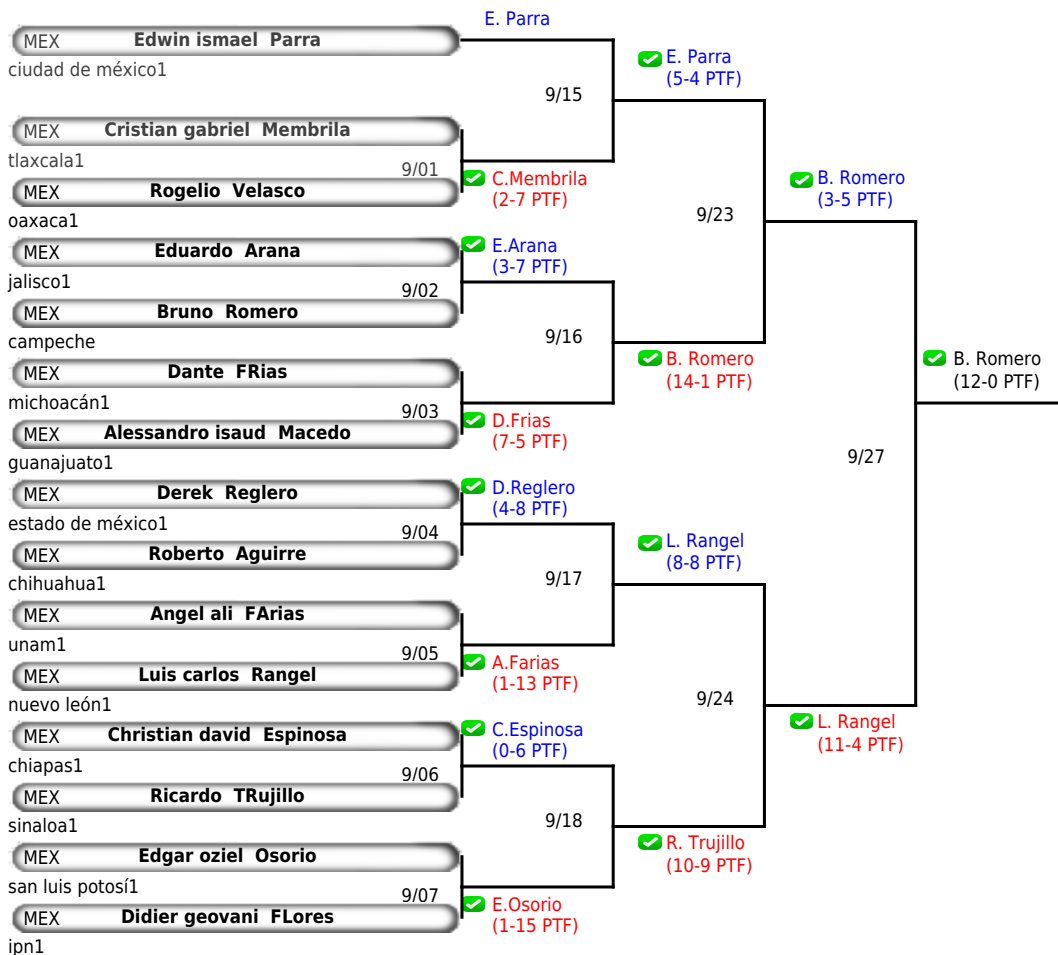 E. Parra
MEX Edwin ismael Parra
ciudad de méxico1
E. Parra
(5-4 PTF)
9/15
MEX Cristian gabriel Membrila
tlaxcala1
9/01
C.Membrila
(2-7 PTF)
MEX Rogelio Velasco
oaxaca1
B. Romero
(3-5 PTF)
9/23
MEX Eduardo Arana
jalisco1
E.Arana
(3-7 PTF)
9/02
MEX Bruno Romero
campeche
9/16
B. Romero
(14-1 PTF)
B. Romero
(12-0 PTF)
MEX Dante FRias
michoacán1
9/03
D.Frias
(7-5 PTF)
MEX Alessandro isaud Macedo
guanajuato1
9/27
MEX Derek Reglero
estado de méxico1
D.Reglero
(4-8 PTF)
9/04
MEX Roberto Aguirre
chihuahua1
L. Rangel
(8-8 PTF)
9/17
MEX Angel ali FArias
unam1
9/05
A.Farias
(1-13 PTF)
MEX Luis carlos Rangel
nuevo león1
9/24
L. Rangel
(11-4 PTF)
MEX Christian david Espinosa
chiapas1
C.Espinosa
(0-6 PTF)
9/06
MEX Ricardo TRujillo
sinaloa1
9/18
R. Trujillo
(10-9 PTF)
MEX Edgar oziel Osorio
san luis potosí1
9/07
E.Osorio
(1-15 PTF)
MEX Didier geovani FLores
ipn1